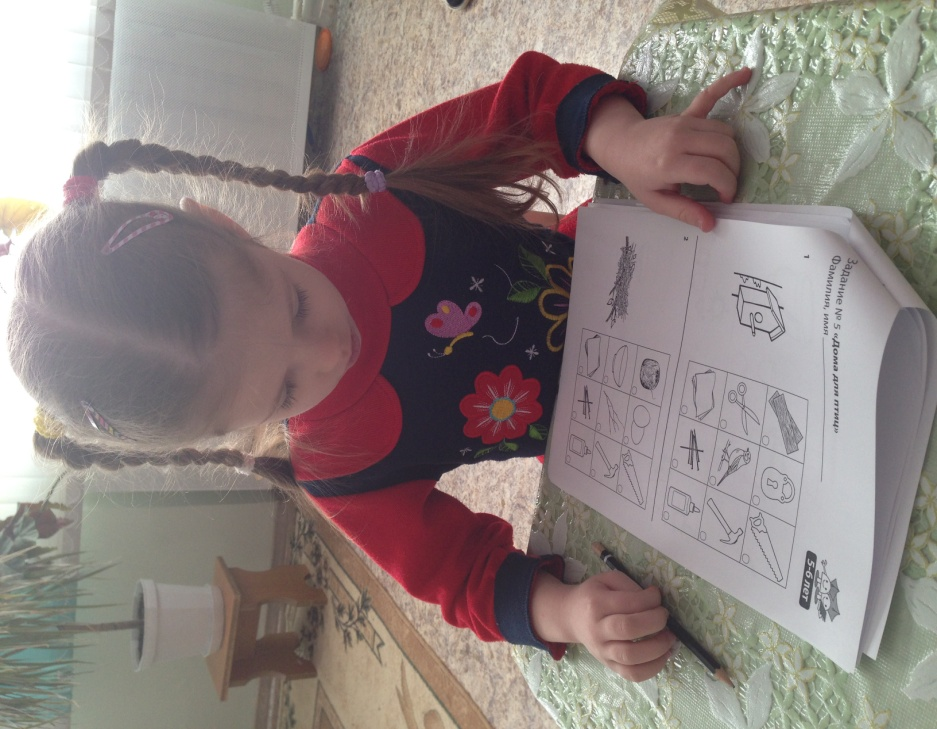 Задание № 5 «Дома для птиц»
Фамилия, имя
5-6 лет
1
2